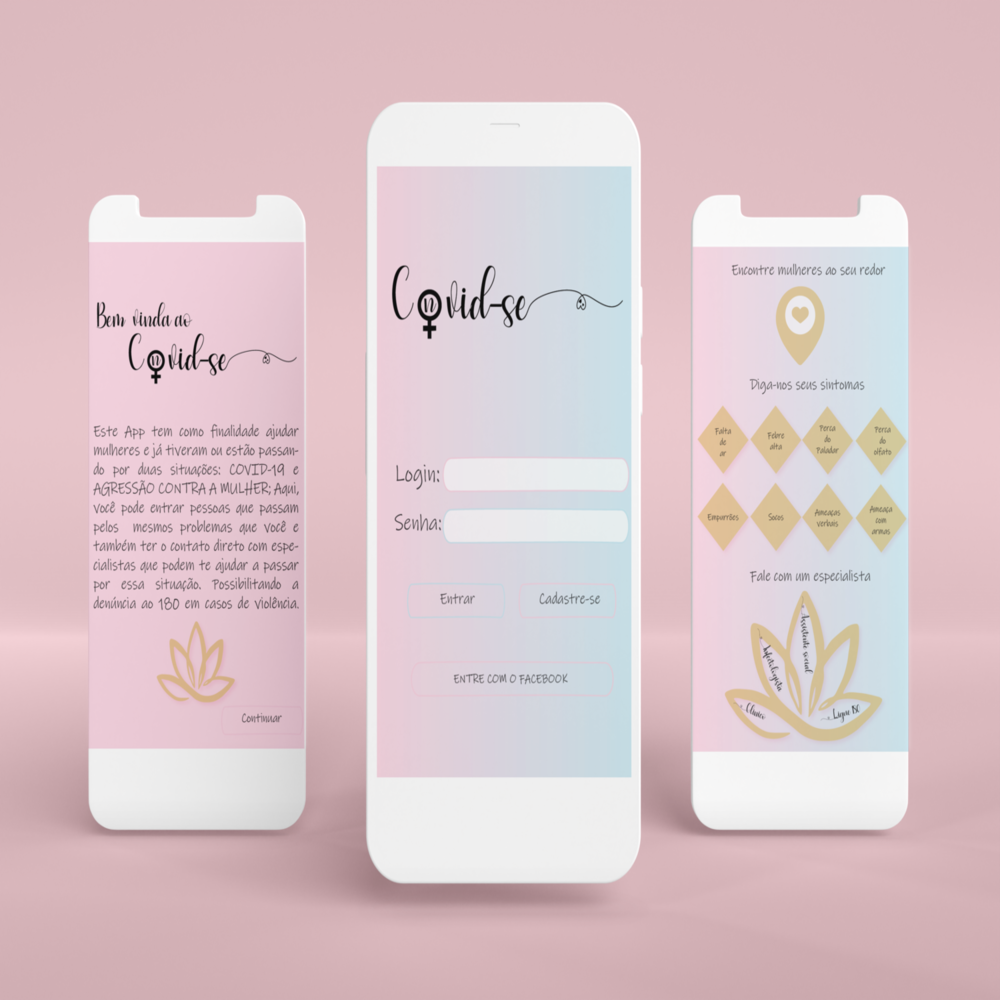 Bem vinda ao
Covid-se
Este App tem como finalidade ajudar
mulheres e já tiveram ou estão passan-
do por duas situações: COVID-19 e
AGRESSÃO CONTRA A MULHER; Aqui,
você pode entrar pessoas que passam
pelos mesmos problemas que você e
também ter o contato direto com espe-
cialistas que podem te ajudar a passar
por essa situação. Possibilitando a
denúncia ao 180 em casos de violência.
Continuar
Covid-se
Login:
Senha:
Entrar
Cadastre-se
ENTRE COM O FACEBOOK
Encontre mulheres ao seu redor
Diga-nos seus sintomas
Falta
de
ar
Febre
alta
Perca
do
Paladar
Perca
do
olfato
Empurrões
Socos
Ameaças
verbais
Ameaça
com
armas
Fale com um especialista
Clínico
Infectologista
Assistente social
Ligue 180